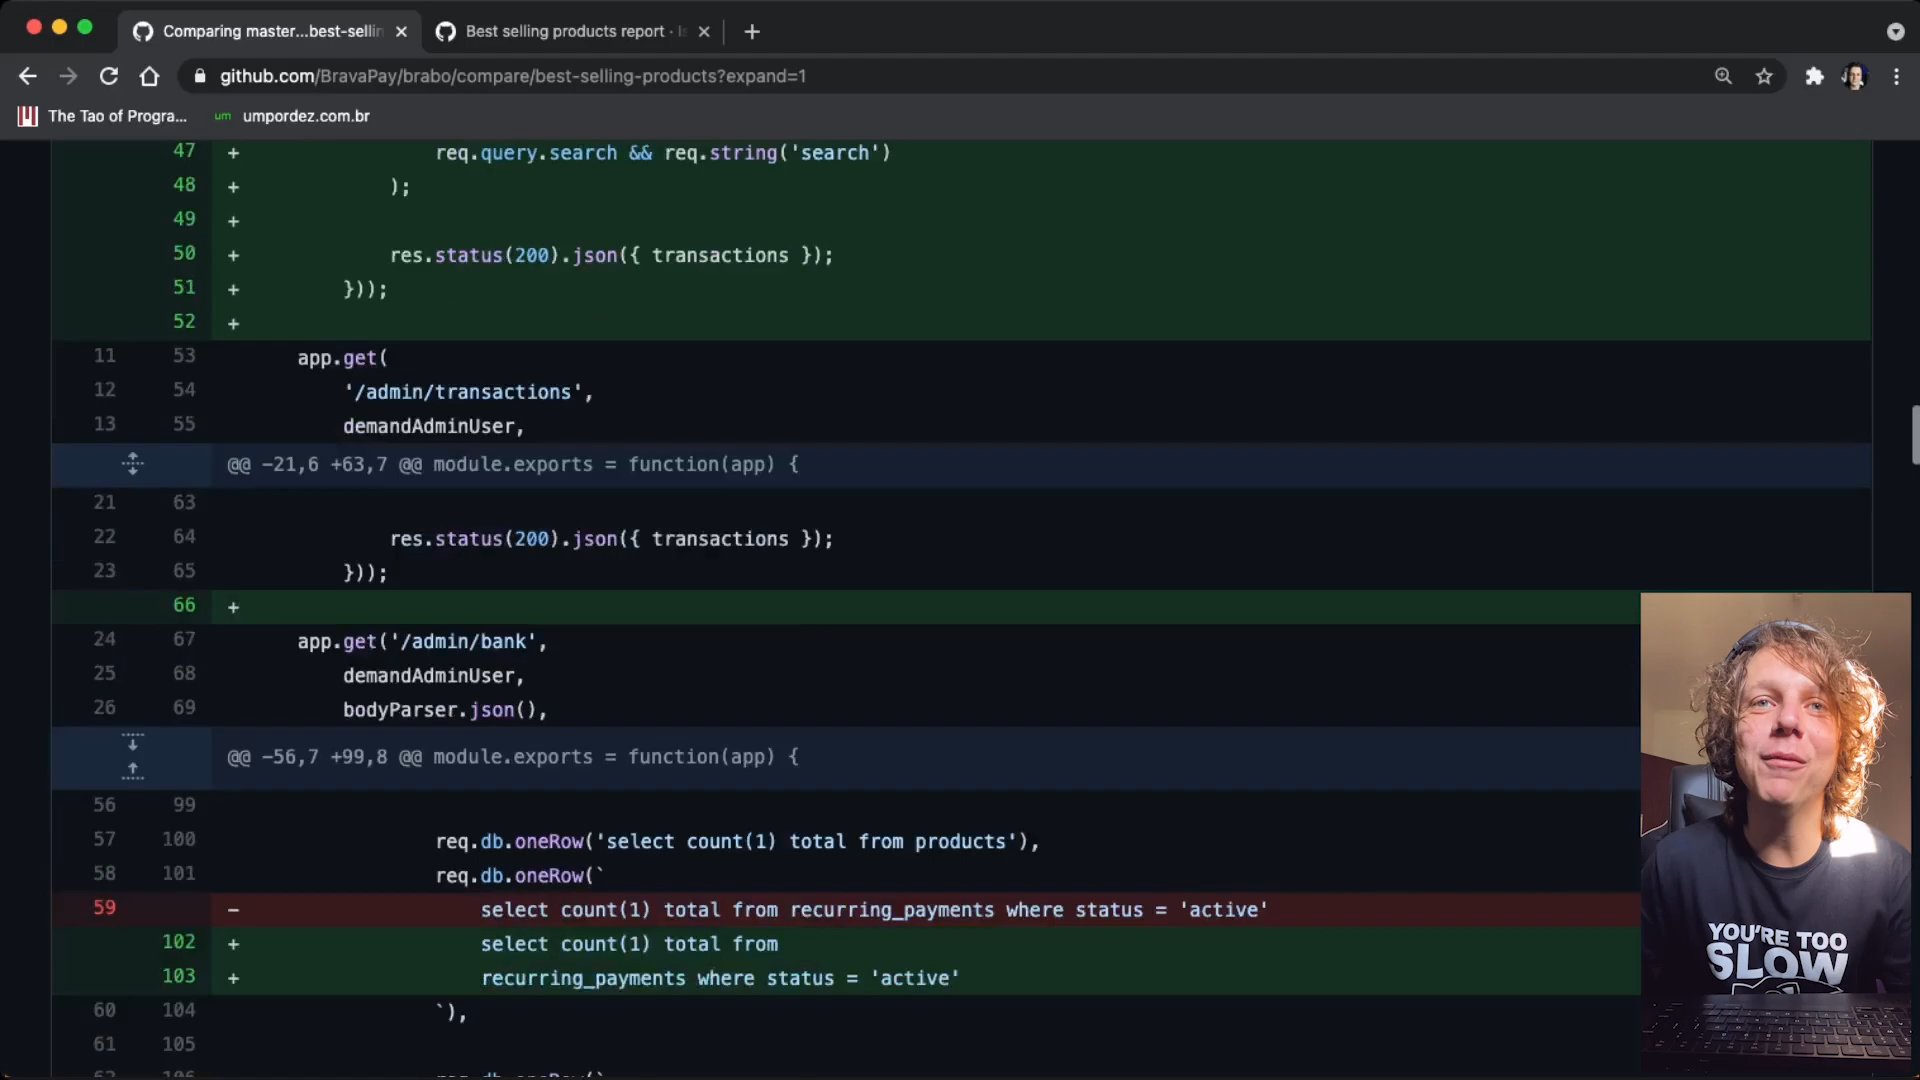 Comparing master...best-sellin
Best selling products report · Is
github.com/BravaPay/brabo/compare/best-selling-products?expand=1
The Tao of Progra...
um umpordez.com.br
47 + req.query.search && req.string('search')
48 + );
49 +
50 + res.status(200).json({ transactions });
51 + }));
52 +
11 53 app.get(
12 54 '/admin/transactions',
13 55 demandAdminUser,
@@ -21,6 +63,7 @@ module.exports = function(app) {
21 63
22 64 res.status(200).json({ transactions });
23 65 }));
66 +
24 67 app.get('/admin/bank',
25 68 demandAdminUser,
26 69 bodyParser.json(),
@@ -56,7 +99,8 @@ module.exports = function(app) {
56 99
57 100 req.db.oneRow('select count(1) total from products'),
58 101 req.db.oneRow(`
59 - select count(1) total from recurring_payments where status = 'active'
102 + select count(1) total from
103 + recurring_payments where status = 'active'
60 104 `),
61 105
62 106 req.db.oneRow(`
YOU'RE TOO
SLOW